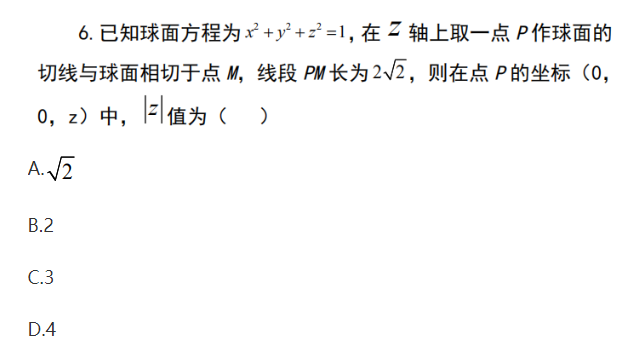 6. 已知球面方程为 x² + y² + z² = 1, 在 z 轴上取一点 P 作球面的
切线与球面相切于点 M, 线段 PM 长为 2√2, 则在点 P 的坐标 (0,
0, z) 中, |z| 值为 (  )
A.√2
B.2
C.3
D.4